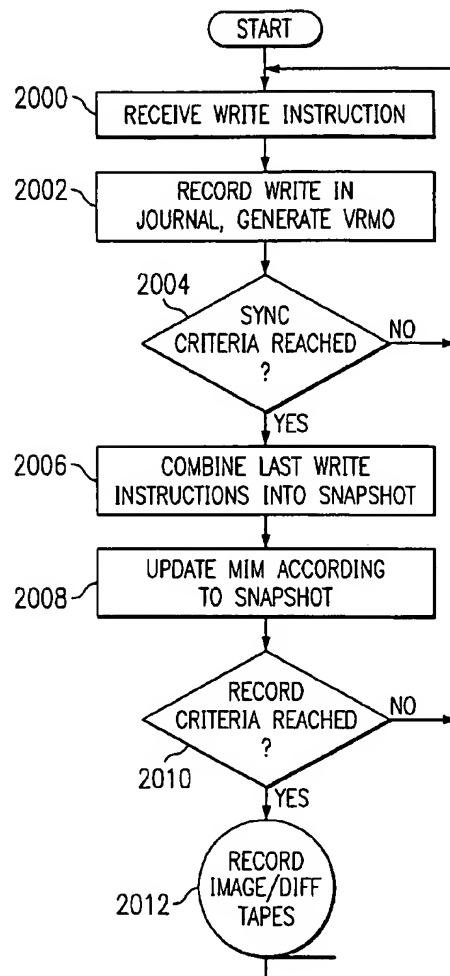 START
2000
RECEIVE WRITE INSTRUCTION
2002
RECORD WRITE IN
JOURNAL, GENERATE VRMO
2004
SYNC
CRITERIA REACHED
?
NO
YES
2006
COMBINE LAST WRITE
INSTRUCTIONS INTO SNAPSHOT
2008
UPDATE MIM ACCORDING
TO SNAPSHOT
RECORD
CRITERIA REACHED
?
NO
2010
YES
2012
RECORD
IMAGE/DIFF
TAPES